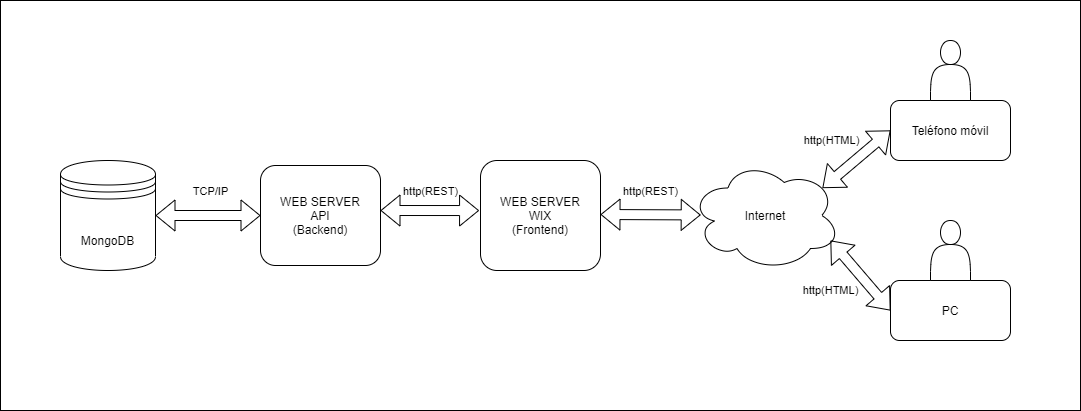 MongoDB
TCP/IP
WEB SERVER
API
(Backend)
http(REST)
WEB SERVER
WIX
(Frontend)
http(REST)
Internet
http(HTML)
Teléfono móvil
http(HTML)
PC